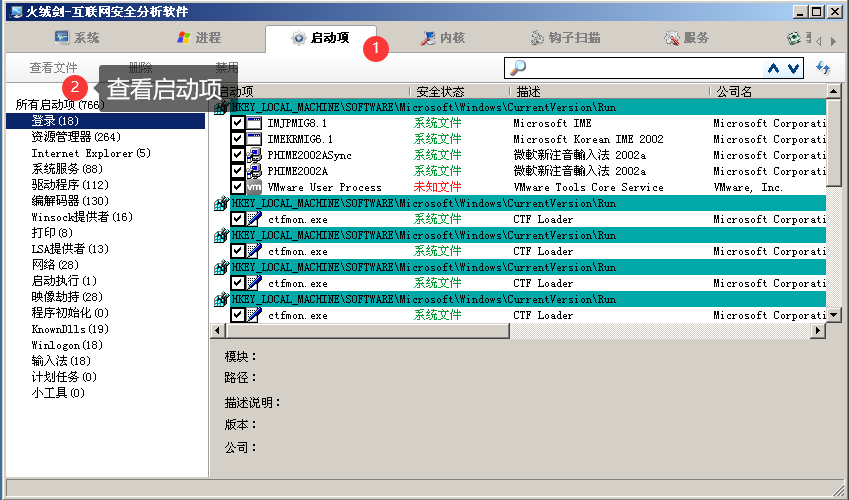 火绒剑-互联网安全分析软件
系统 进程 启动项 内核 钩子扫描 服务
1
查看文件 删除 禁用
2 查看启动项
启动项 安全状态 描述 公司名
所有启动项(766)
登录(18)
资源管理器(264)
Internet Explorer(5)
系统服务(88)
驱动程序(112)
编解码器(130)
Winsock提供者(16)
打印(8)
LSA提供者(13)
网络(28)
启动执行(1)
映像劫持(28)
程序初始化(0)
KnownDlls(19)
Winlogon(18)
输入法(18)
计划任务(0)
小工具(0)
HKEY_LOCAL_MACHINE\SOFTWARE\Microsoft\Windows\CurrentVersion\Run
IMJPMIG8.1 系统文件 Microsoft IME Microsoft Corporati
IMEKRMIG6.1 系统文件 Microsoft Korean IME 2002 Microsoft Corporati
PHIME2002ASync 系统文件 微軟新注音輸入法 2002a Microsoft Corporati
PHIME2002A 系统文件 微軟新注音輸入法 2002a Microsoft Corporati
vm VMware User Process 未知文件 VMware Tools Core Service VMware, Inc.
HKEY_LOCAL_MACHINE\SOFTWARE\Microsoft\Windows\CurrentVersion\Run
ctfmon.exe 系统文件 CTF Loader Microsoft Corporati
HKEY_LOCAL_MACHINE\SOFTWARE\Microsoft\Windows\CurrentVersion\Run
ctfmon.exe 系统文件 CTF Loader Microsoft Corporati
HKEY_LOCAL_MACHINE\SOFTWARE\Microsoft\Windows\CurrentVersion\Run
ctfmon.exe 系统文件 CTF Loader Microsoft Corporati
HKEY_LOCAL_MACHINE\SOFTWARE\Microsoft\Windows\CurrentVersion\Run
ctfmon.exe 系统文件 CTF Loader Microsoft Corporati
模块：
路径：
描述说明：
版本：
公司：